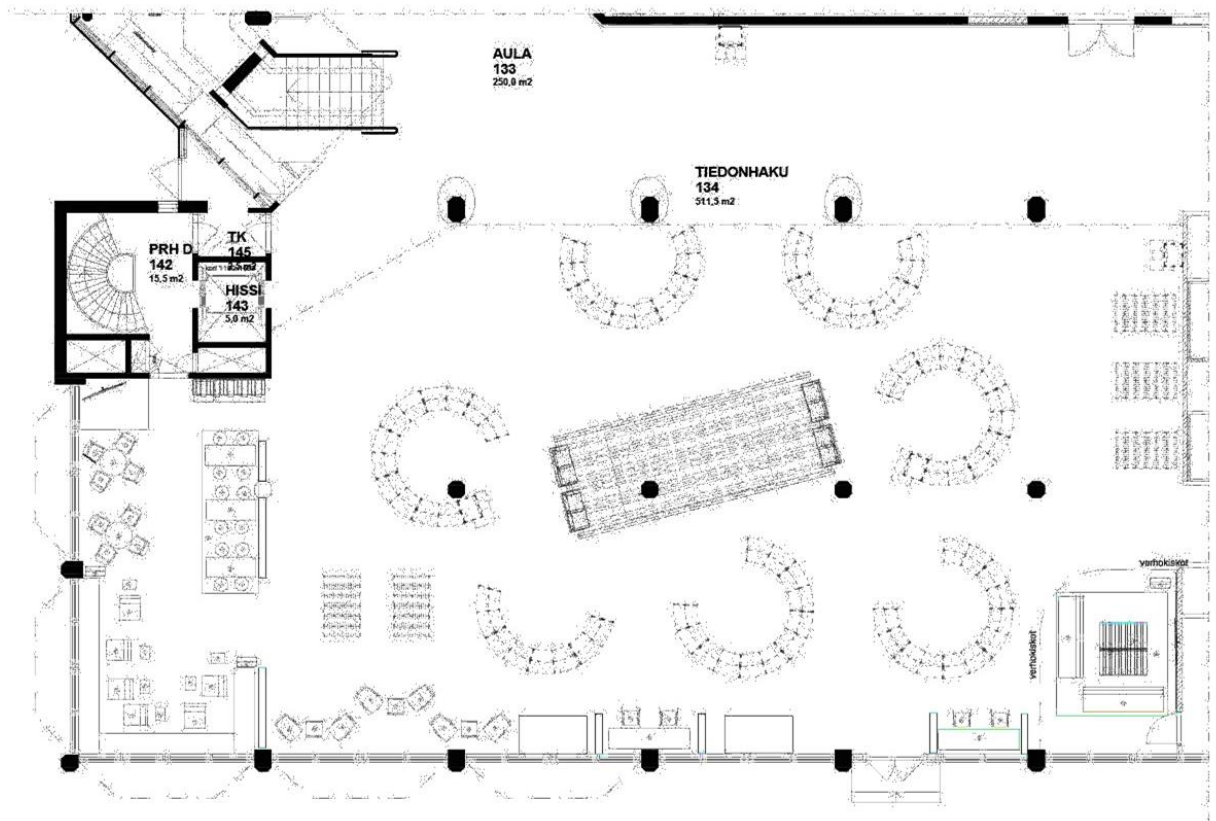 AULA
133
250,0 m2
TIEDONHAKU
134
511,5 m2
PRH D
142
15,5 m2
TK
145
HISSI
143
5,0 m2
verhokiskot
verhokiskot